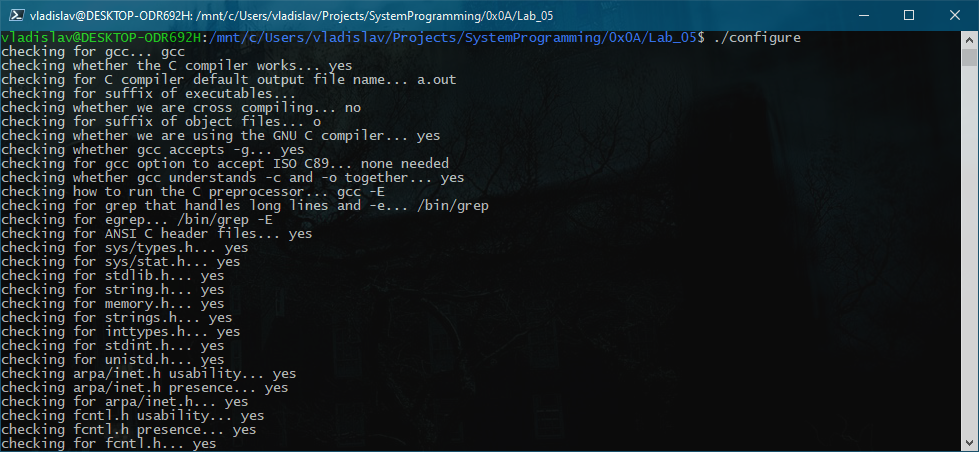 vladislav@DESKTOP-ODR692H: /mnt/c/Users/vladislav/Projects/SystemProgramming/0x0A/Lab_05
vladislav@DESKTOP-ODR692H:/mnt/c/Users/vladislav/Projects/SystemProgramming/0x0A/Lab_05$ ./configure
checking for gcc... gcc
checking whether the C compiler works... yes
checking for C compiler default output file name... a.out
checking for suffix of executables...
checking whether we are cross compiling... no
checking for suffix of object files... o
checking whether we are using the GNU C compiler... yes
checking whether gcc accepts -g... yes
checking for gcc option to accept ISO C89... none needed
checking whether gcc understands -c and -o together... yes
checking how to run the C preprocessor... gcc -E
checking for grep that handles long lines and -e... /bin/grep
checking for egrep... /bin/grep -E
checking for ANSI C header files... yes
checking for sys/types.h... yes
checking for sys/stat.h... yes
checking for stdlib.h... yes
checking for string.h... yes
checking for memory.h... yes
checking for strings.h... yes
checking for inttypes.h... yes
checking for stdint.h... yes
checking for unistd.h... yes
checking arpa/inet.h usability... yes
checking arpa/inet.h presence... yes
checking for arpa/inet.h... yes
checking fcntl.h usability... yes
checking fcntl.h presence... yes
checking for fcntl.h... yes